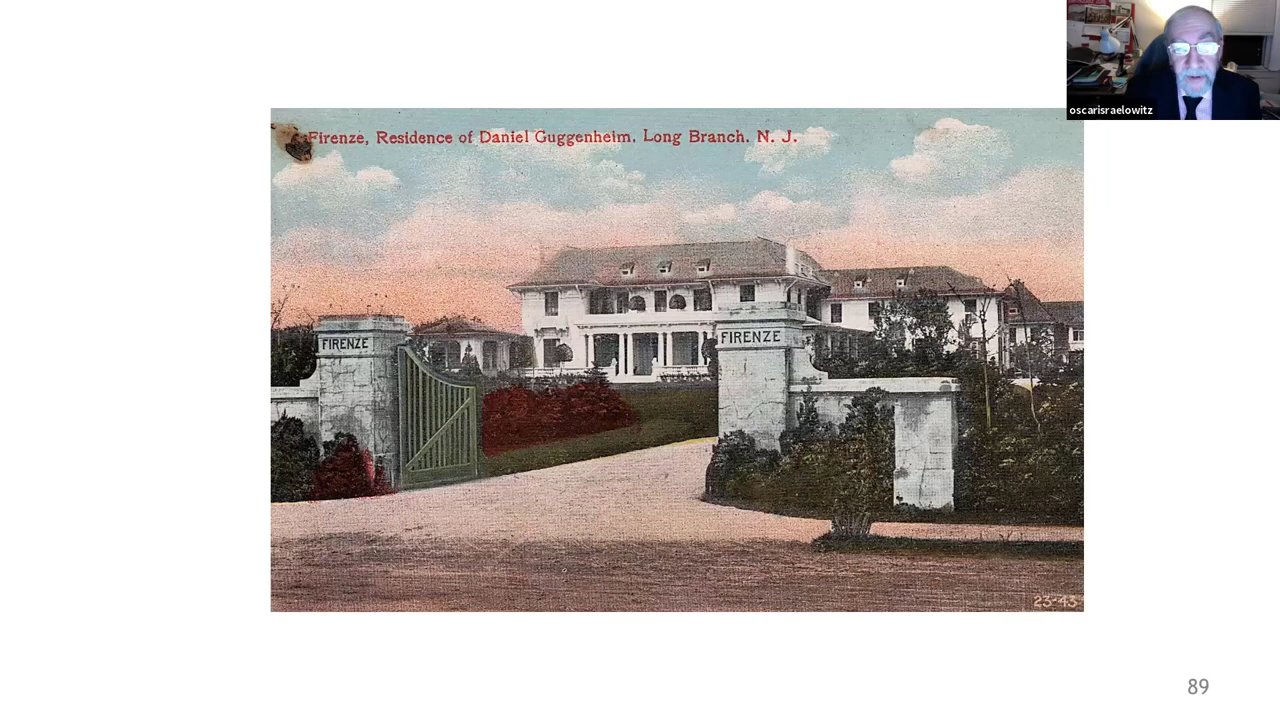 oscarisraelowitz
Firenze, Residence of Daniel Guggenheim. Long Branch. N. J.
FIRENZE
FIRENZE
23-43
89